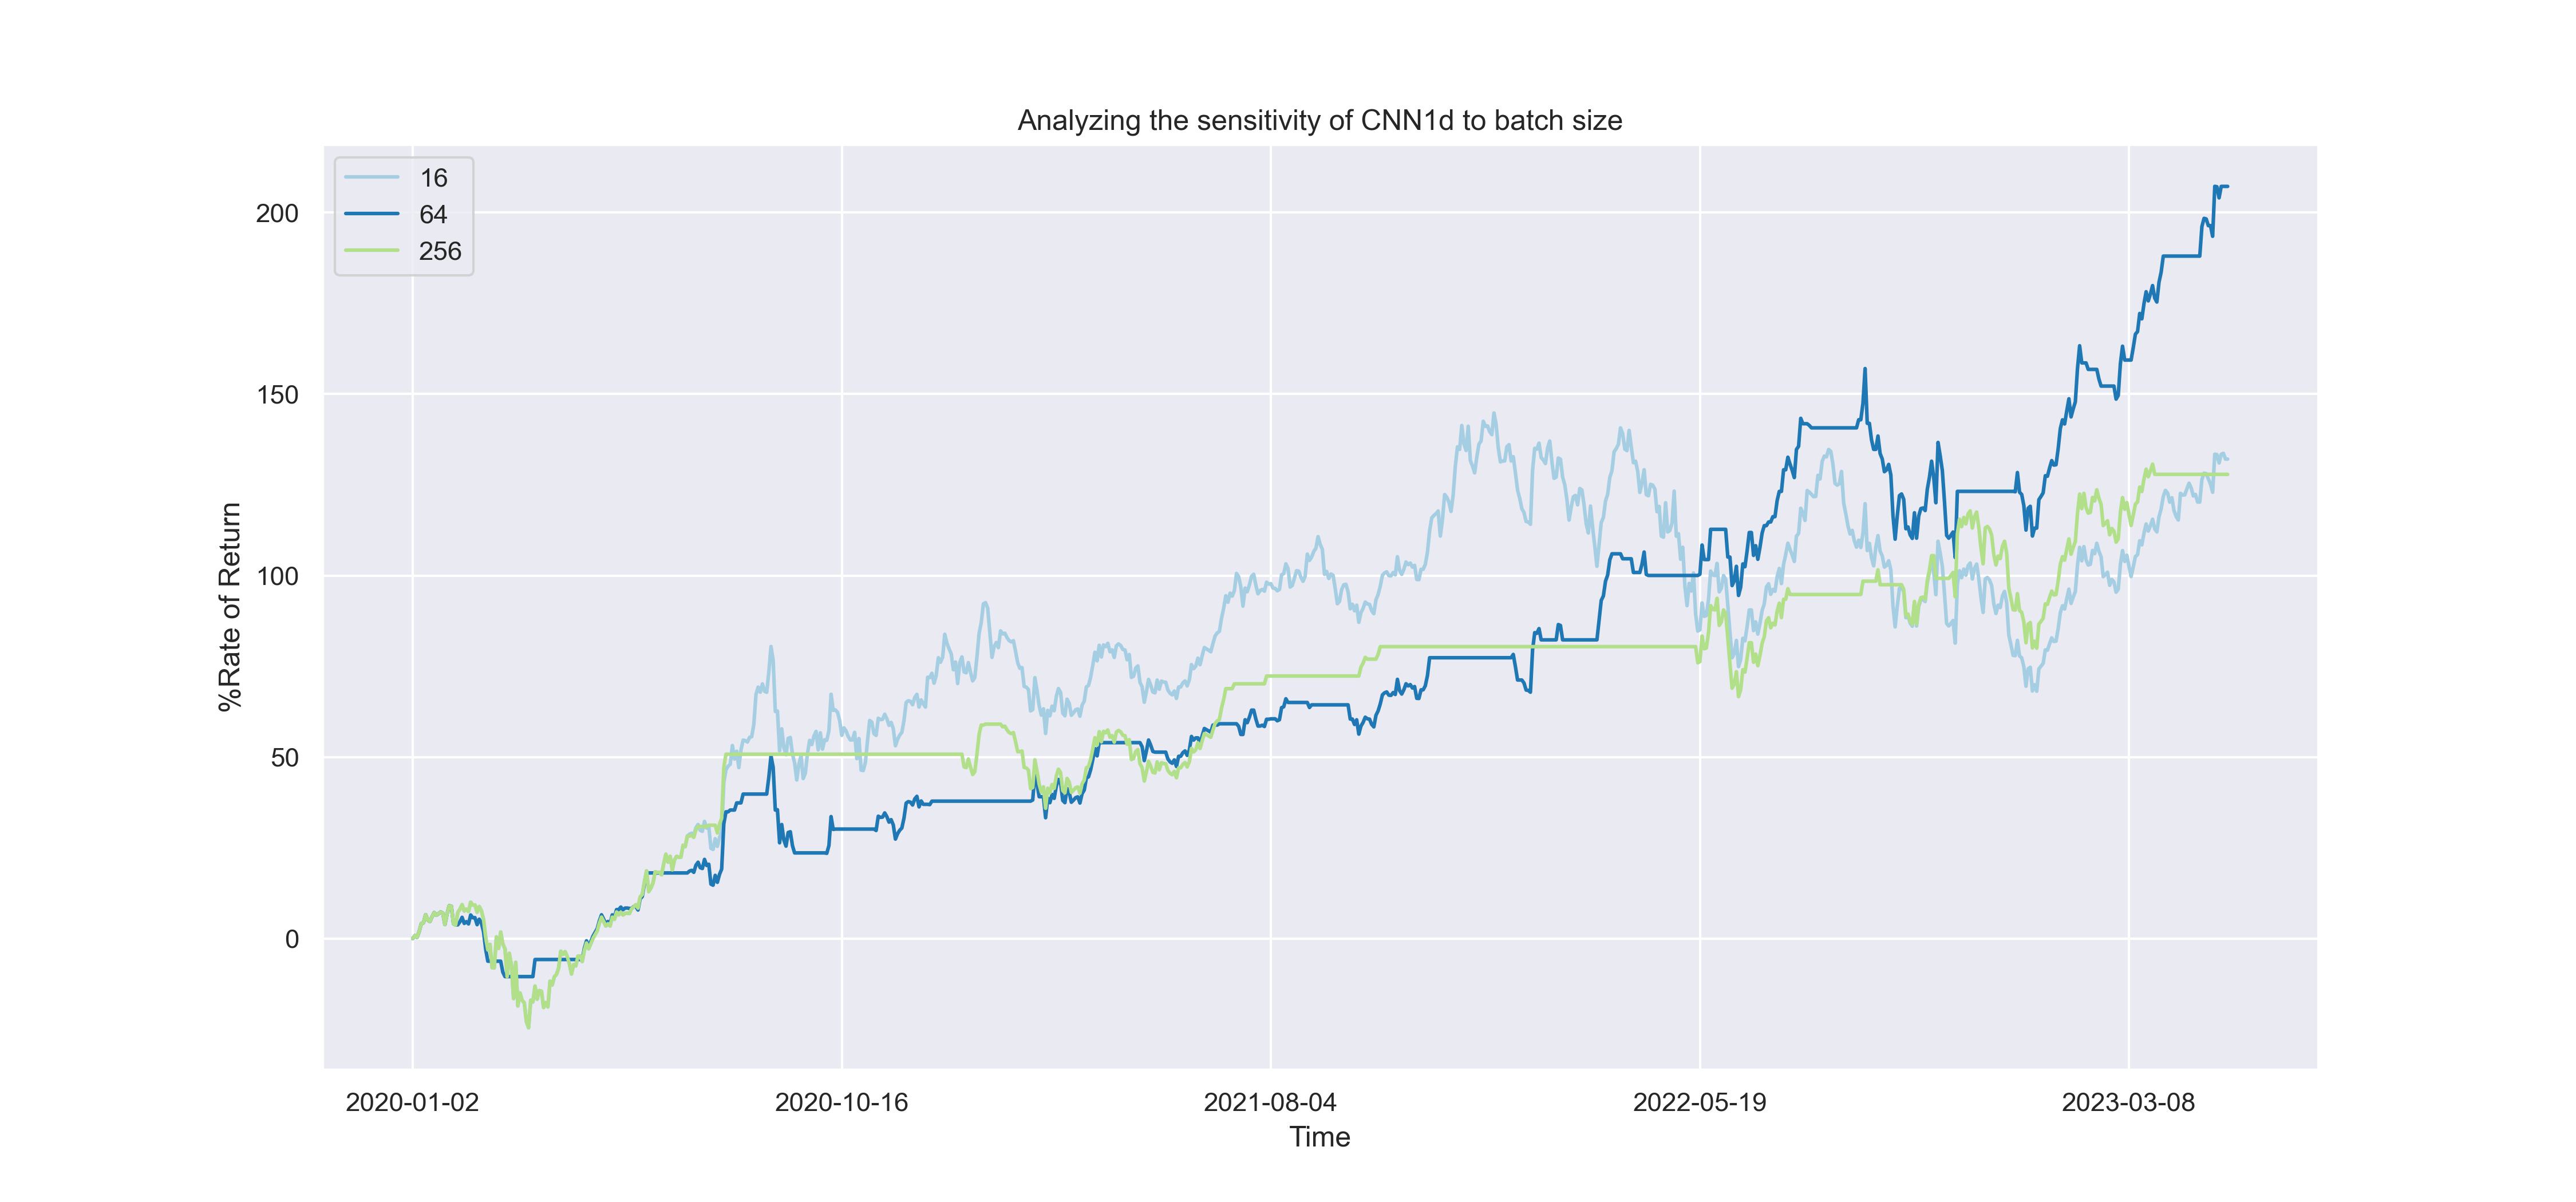 Analyzing the sensitivity of CNN1d to batch size
16
64
256
200
150
100
50
0
%Rate of Return
2020-01-02 2020-10-16 2021-08-04 2022-05-19 2023-03-08
Time